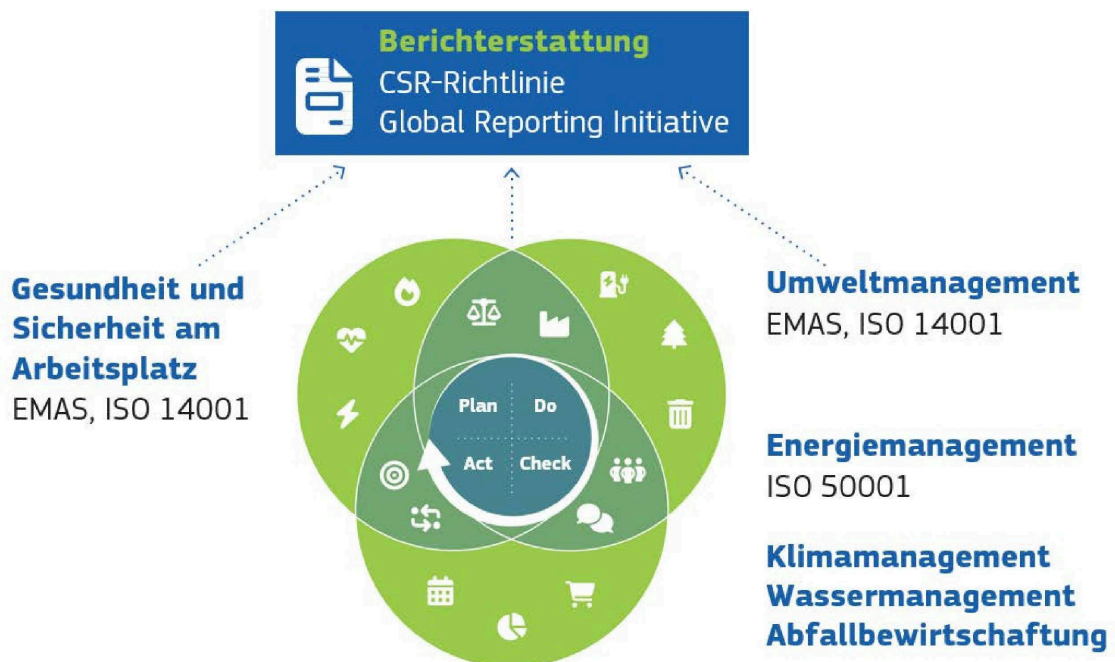 Berichterstattung
CSR-Richtlinie
Global Reporting Initiative
Gesundheit und
Sicherheit am
Arbeitsplatz
EMAS, ISO 14001
Plan
Do
Act
Check
Umweltmanagement
EMAS, ISO 14001
Energiemanagement
ISO 50001
Klimamanagement
Wassermanagement
Abfallbewirtschaftung